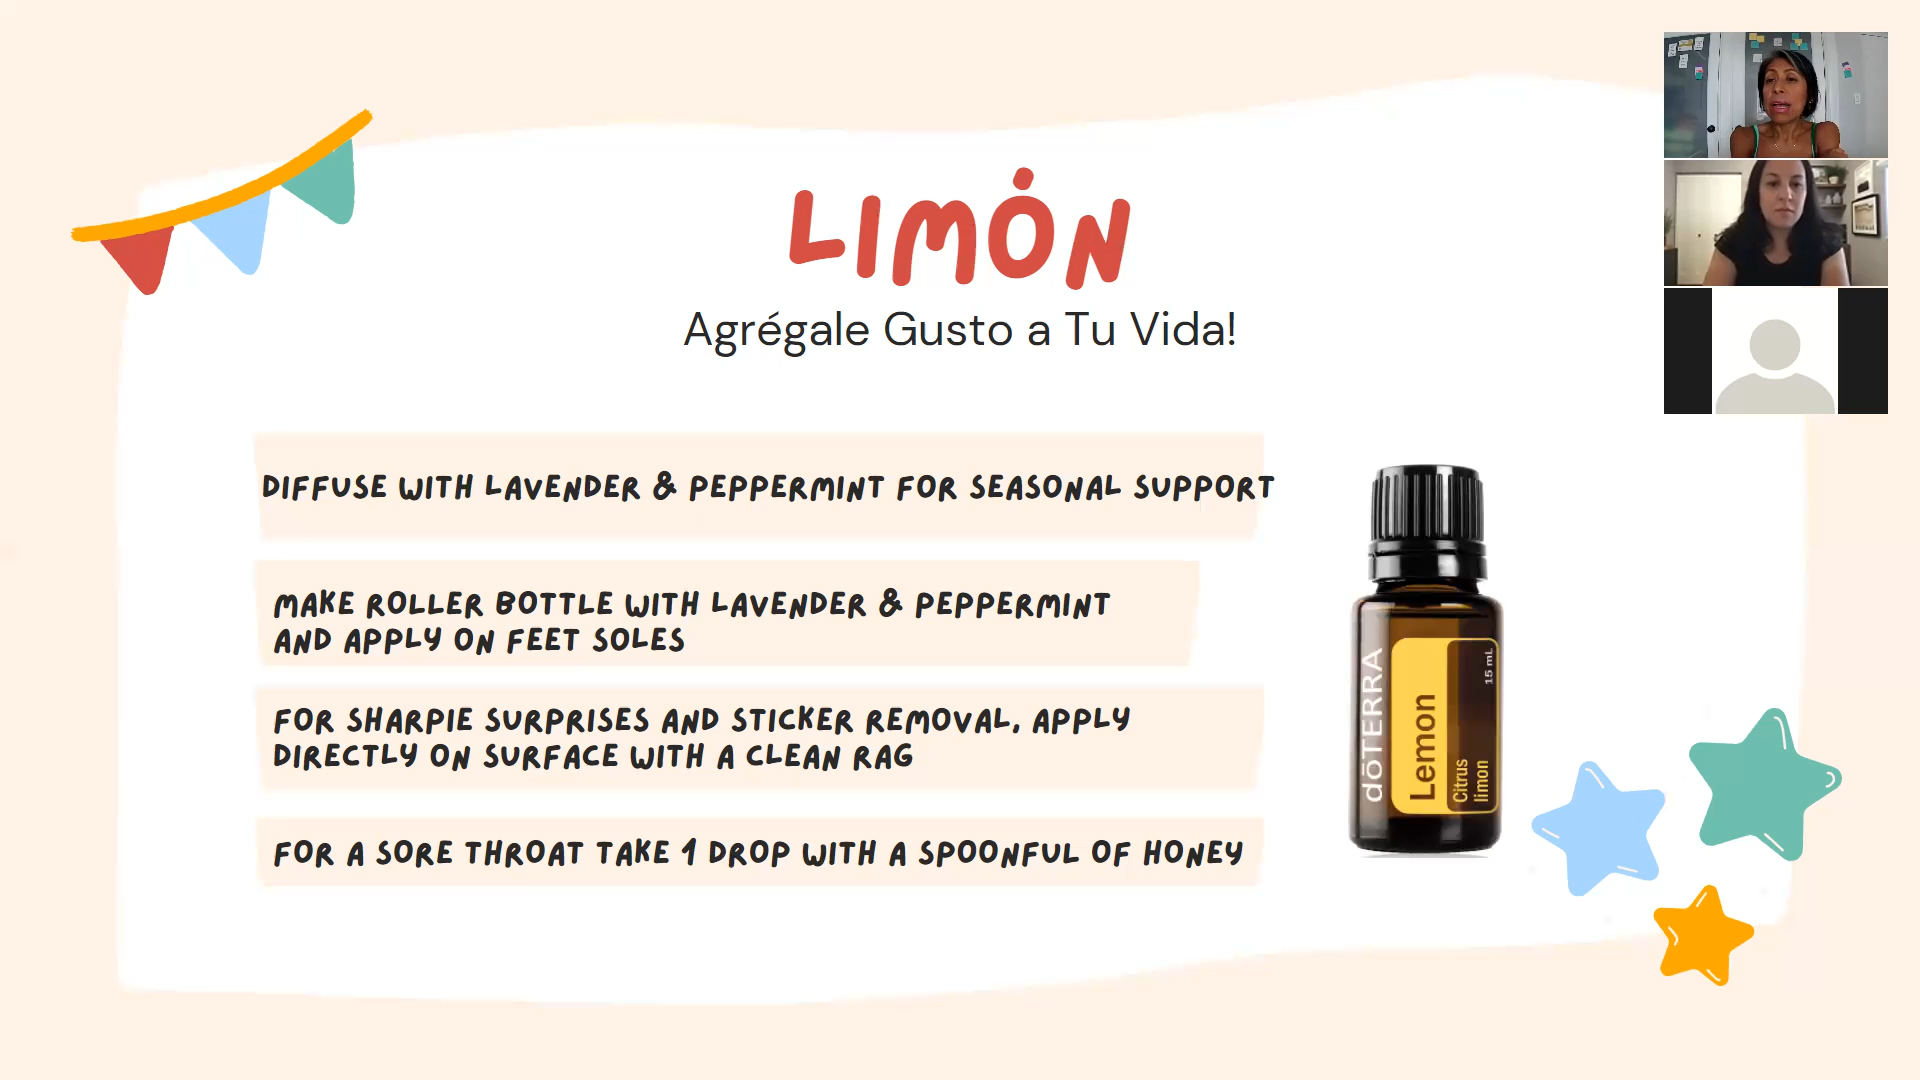 LIMÓN
Agrégale Gusto a Tu Vida!
DIFFUSE WITH LAVENDER & PEPPERMINT FOR SEASONAL SUPPORT
MAKE ROLLER BOTTLE WITH LAVENDER & PEPPERMINT
AND APPLY ON FEET SOLES
FOR SHARPIE SURPRISES AND STICKER REMOVAL, APPLY
DIRECTLY ON SURFACE WITH A CLEAN RAG
FOR A SORE THROAT TAKE 1 DROP WITH A SPOONFUL OF HONEY
dōTERRA
Lemon
Citrus
limon
15 mL